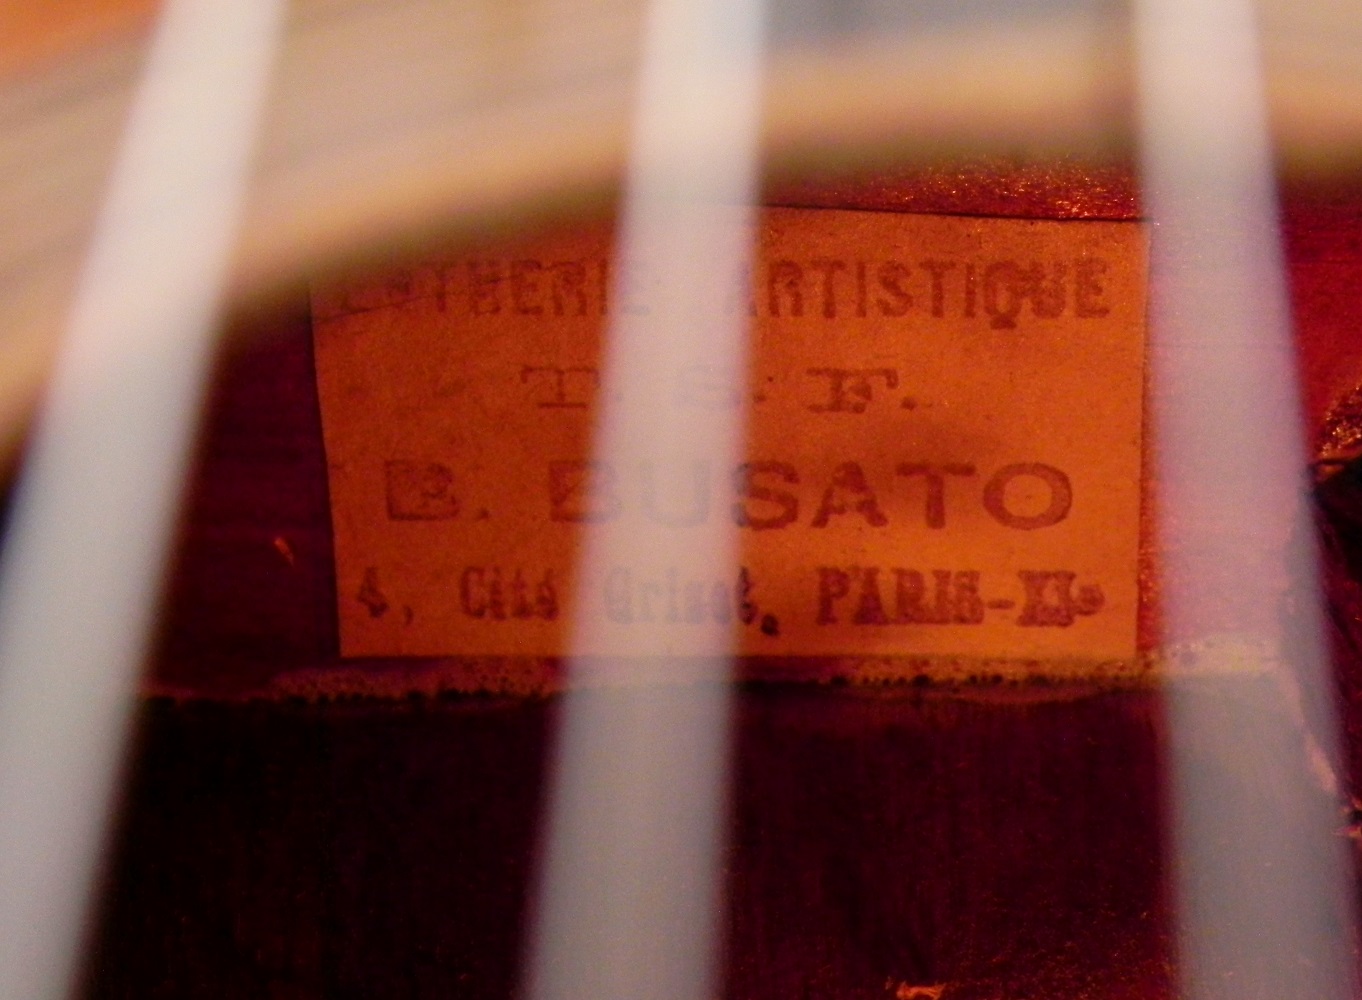 LUTHERIE ARTISTIQUE
T. S. F.
B. BUSATO
4, Cité Griset, PARIS-XIe